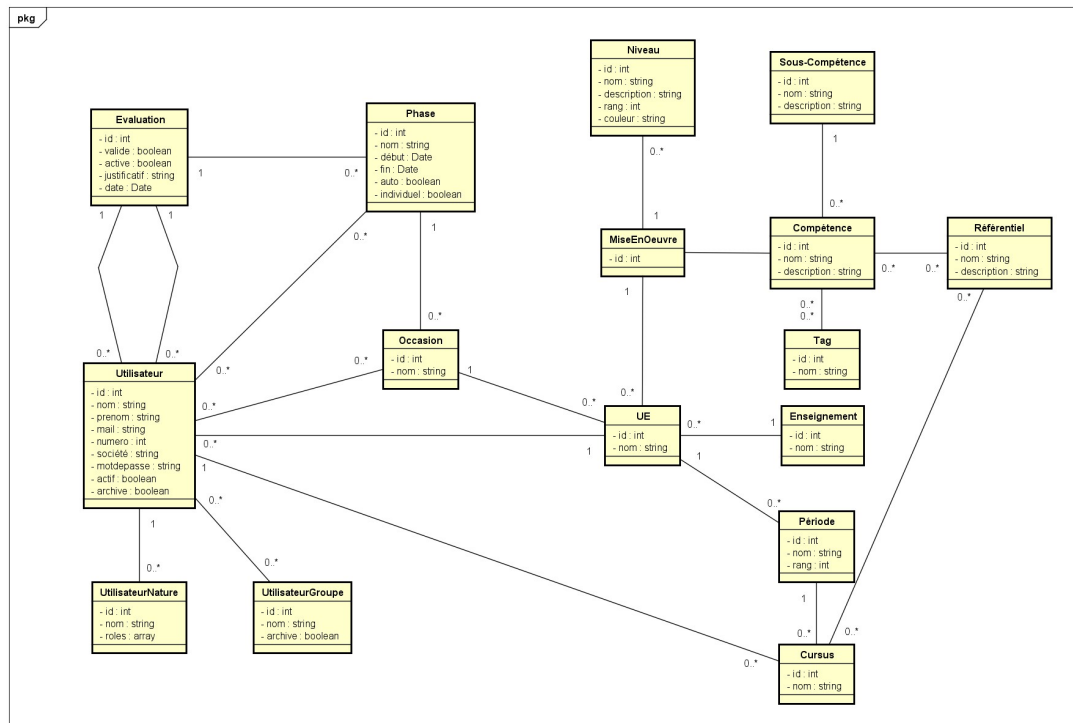 pkg
Niveau
- id : int
- nom : string
- description : string
- rang : int
- couleur : string
Sous-Compétence
- id : int
- nom : string
- description : string
Evaluation
- id : int
- valide : boolean
- active : boolean
- justificatif : string
- date : Date
Phase
- id : int
- nom : string
- début : Date
- fin : Date
- auto : boolean
- individuel : boolean
1
0..*
0..*
1
1
1
0..*
1
1
0..*
0..*
MiseEnOeuvre
- id : int
Compétence
- id : int
- nom : string
- description : string
Référentiel
- id : int
- nom : string
- description : string
0..*
0..*
1
0..*
0..*
0..*
Tag
- id : int
- nom : string
0..*
Occasion
- id : int
- nom : string
0..*
0..*
0..*
0..*
1
0..*
0..*
0..*
Utilisateur
- id : int
- nom : string
- prenom : string
- mail : string
- numero : int
- société : string
- motdepasse : string
- actif : boolean
- archive : boolean
0..*
0..*
1
1
UE
- id : int
- nom : string
0..*
1
1
Enseignement
- id : int
- nom : string
0..*
Période
- id : int
- nom : string
- rang : int
1
0..*
0..*
0..*
UtilisateurNature
- id : int
- nom : string
- roles : array
UtilisateurGroupe
- id : int
- nom : string
- archive : boolean
1
0..*
0..*
0..*
Cursus
- id : int
- nom : string